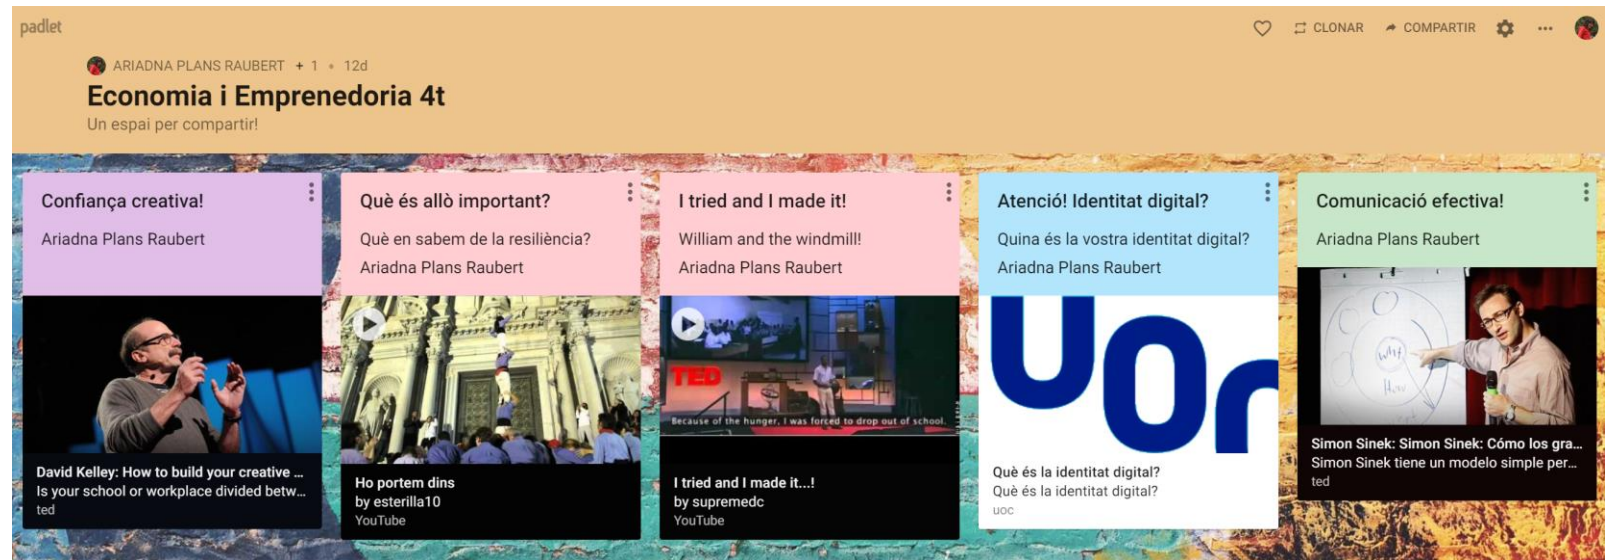 padlet
CLONAR
COMPARTIR
ARIADNA PLANS RAUBERT + 1 • 12d
Economia i Emprenedoria 4t
Un espai per compartir!
Confiança creativa!
Ariadna Plans Raubert
David Kelley: How to build your creative ...
Is your school or workplace divided betw...
ted
Què és allò important?
Què en sabem de la resiliència?
Ariadna Plans Raubert
Ho portem dins
by esterilla10
YouTube
I tried and I made it!
William and the windmill!
Ariadna Plans Raubert
TED
Because of the hunger, I was forced to drop out of school.
I tried and I made it...!
by supremedc
YouTube
Atenció! Identitat digital?
Quina és la vostra identitat digital?
Ariadna Plans Raubert
uoc
Què és la identitat digital?
Què és la identitat digital?
uoc
Comunicació efectiva!
Ariadna Plans Raubert
Why
How
Simon Sinek: Simon Sinek: Cómo los gra...
Simon Sinek tiene un modelo simple per...
ted